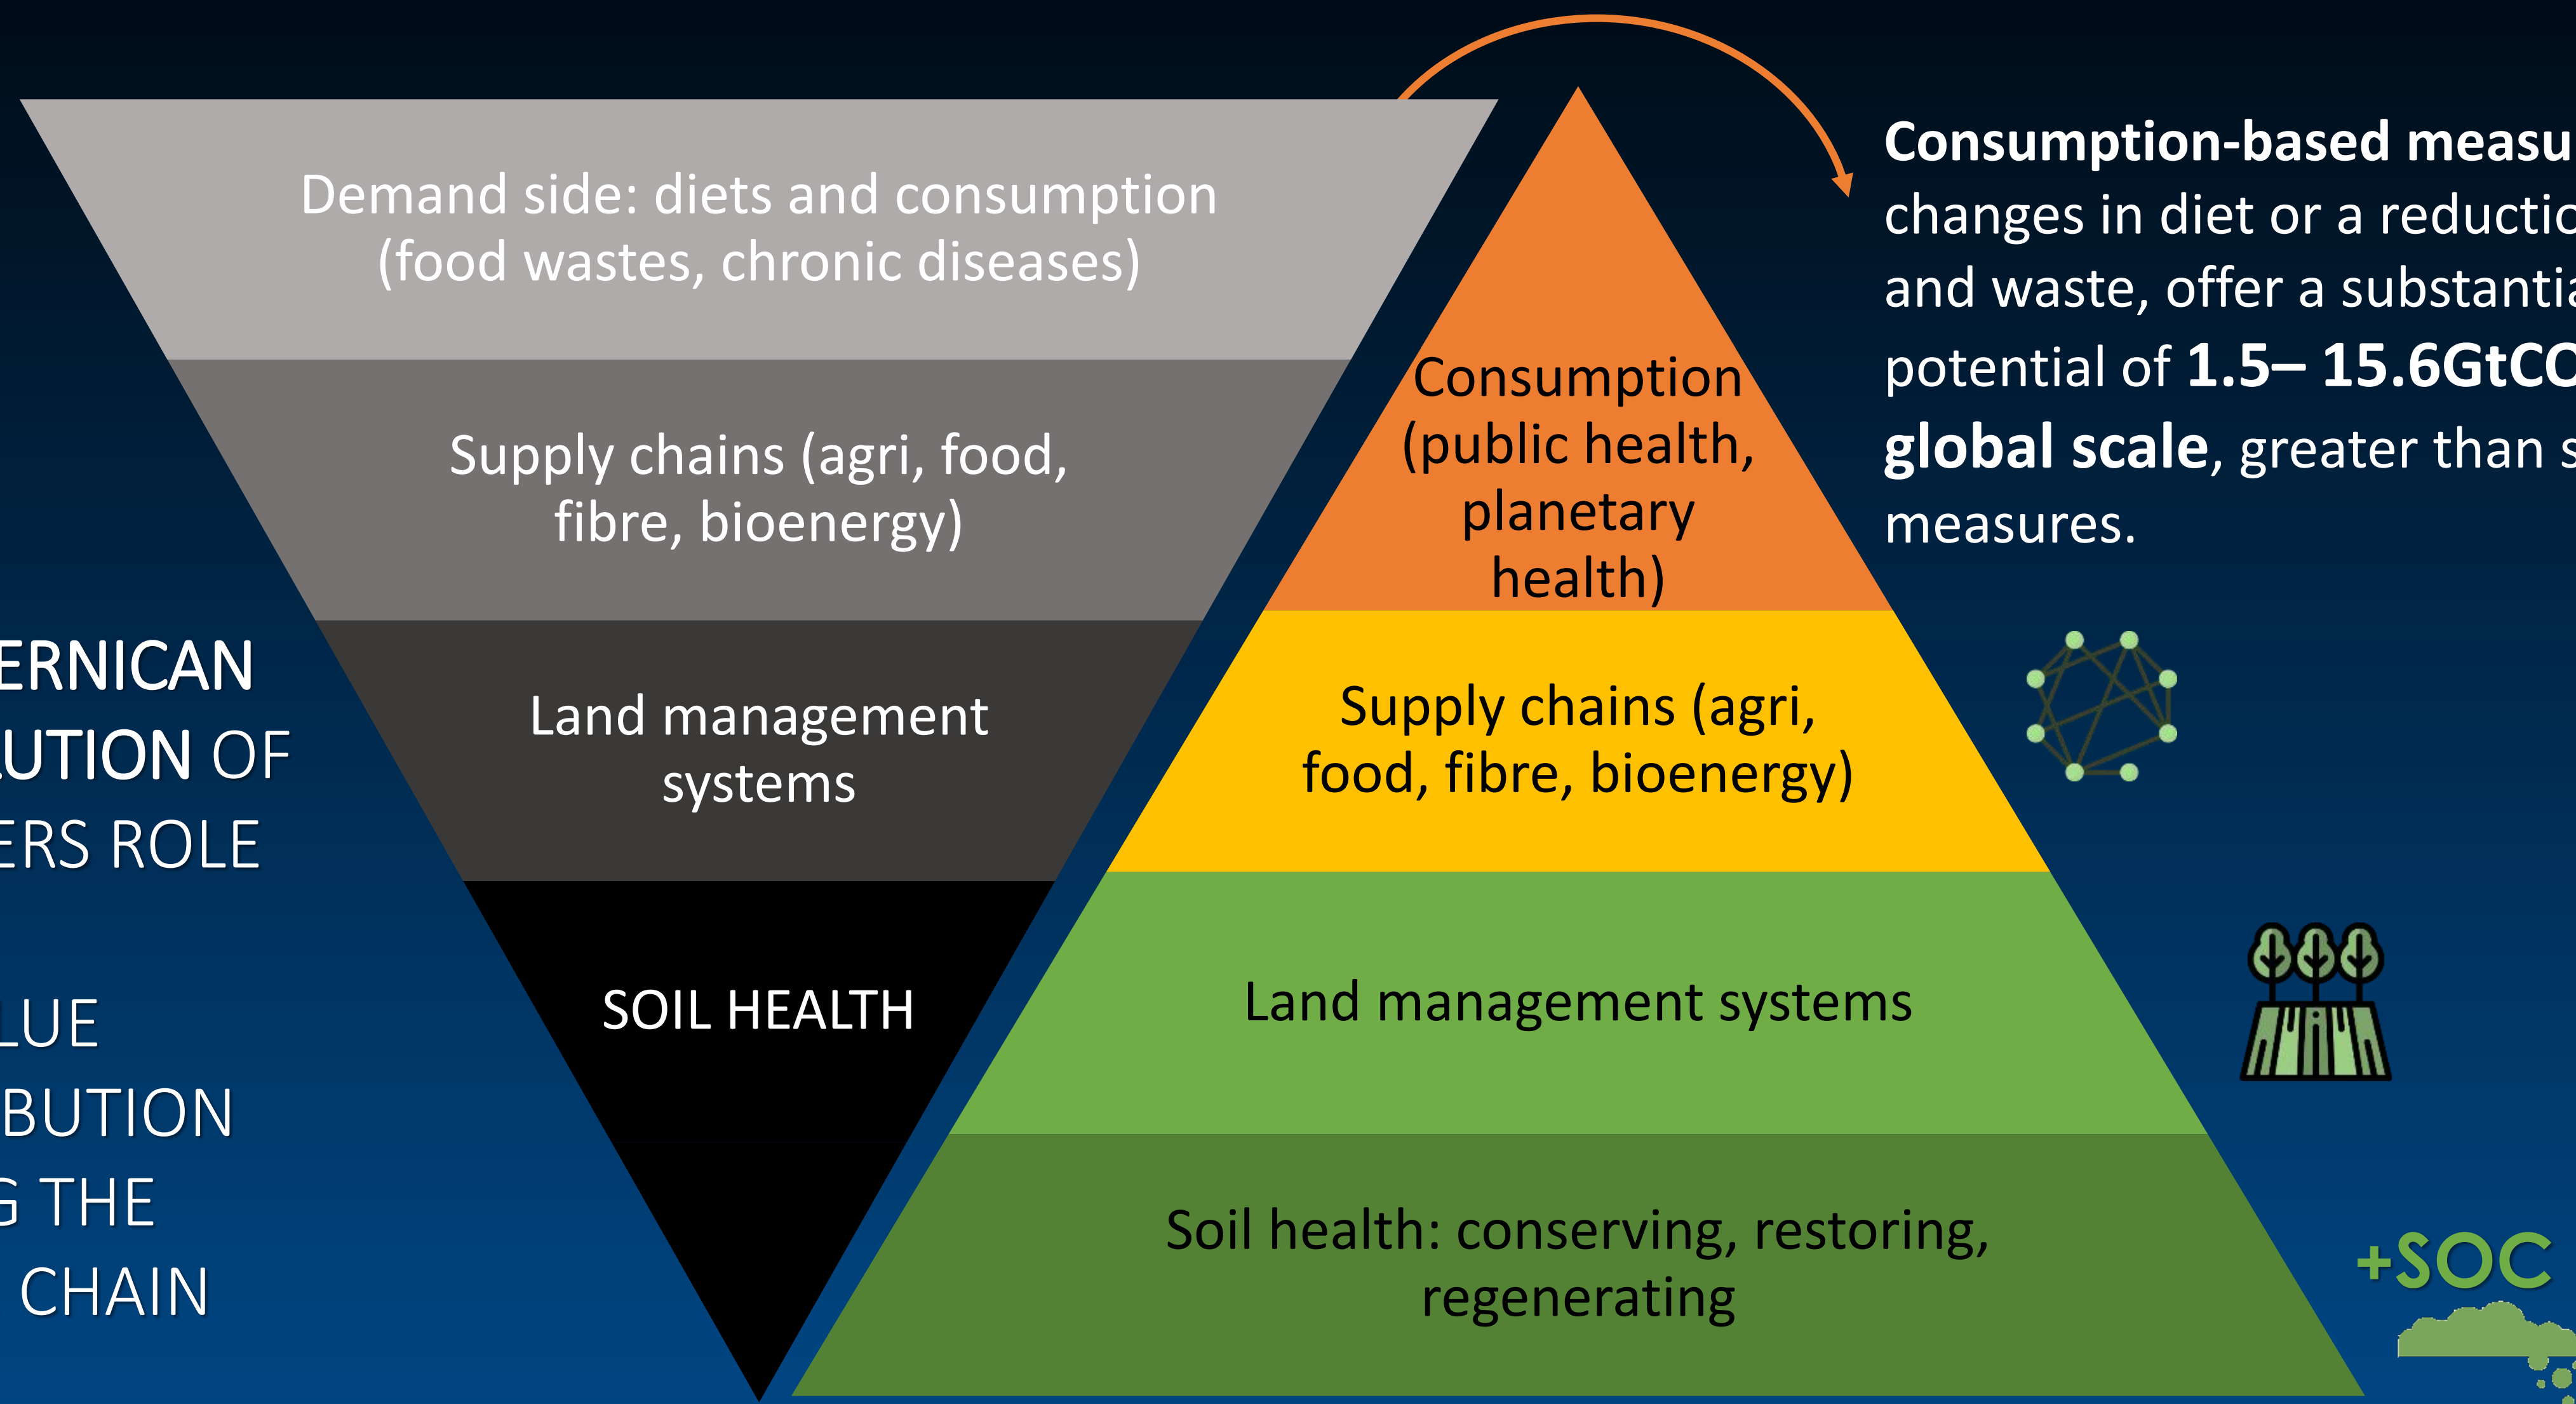 ERNICAN
LUTION OF
ERS ROLE
LUE
BUTION
G THE
CHAIN
Demand side: diets and consumption
(food wastes, chronic diseases)
Supply chains (agri, food,
fibre, bioenergy)
Land management
systems
SOIL HEALTH
Consumption
(public health,
planetary
health)
Supply chains (agri,
food, fibre, bioenergy)
Land management systems
Soil health: conserving, restoring,
regenerating
Consumption-based measu
changes in diet or a reductio
and waste, offer a substantia
potential of 1.5– 15.6GtCO
global scale, greater than s
measures.
+SOC